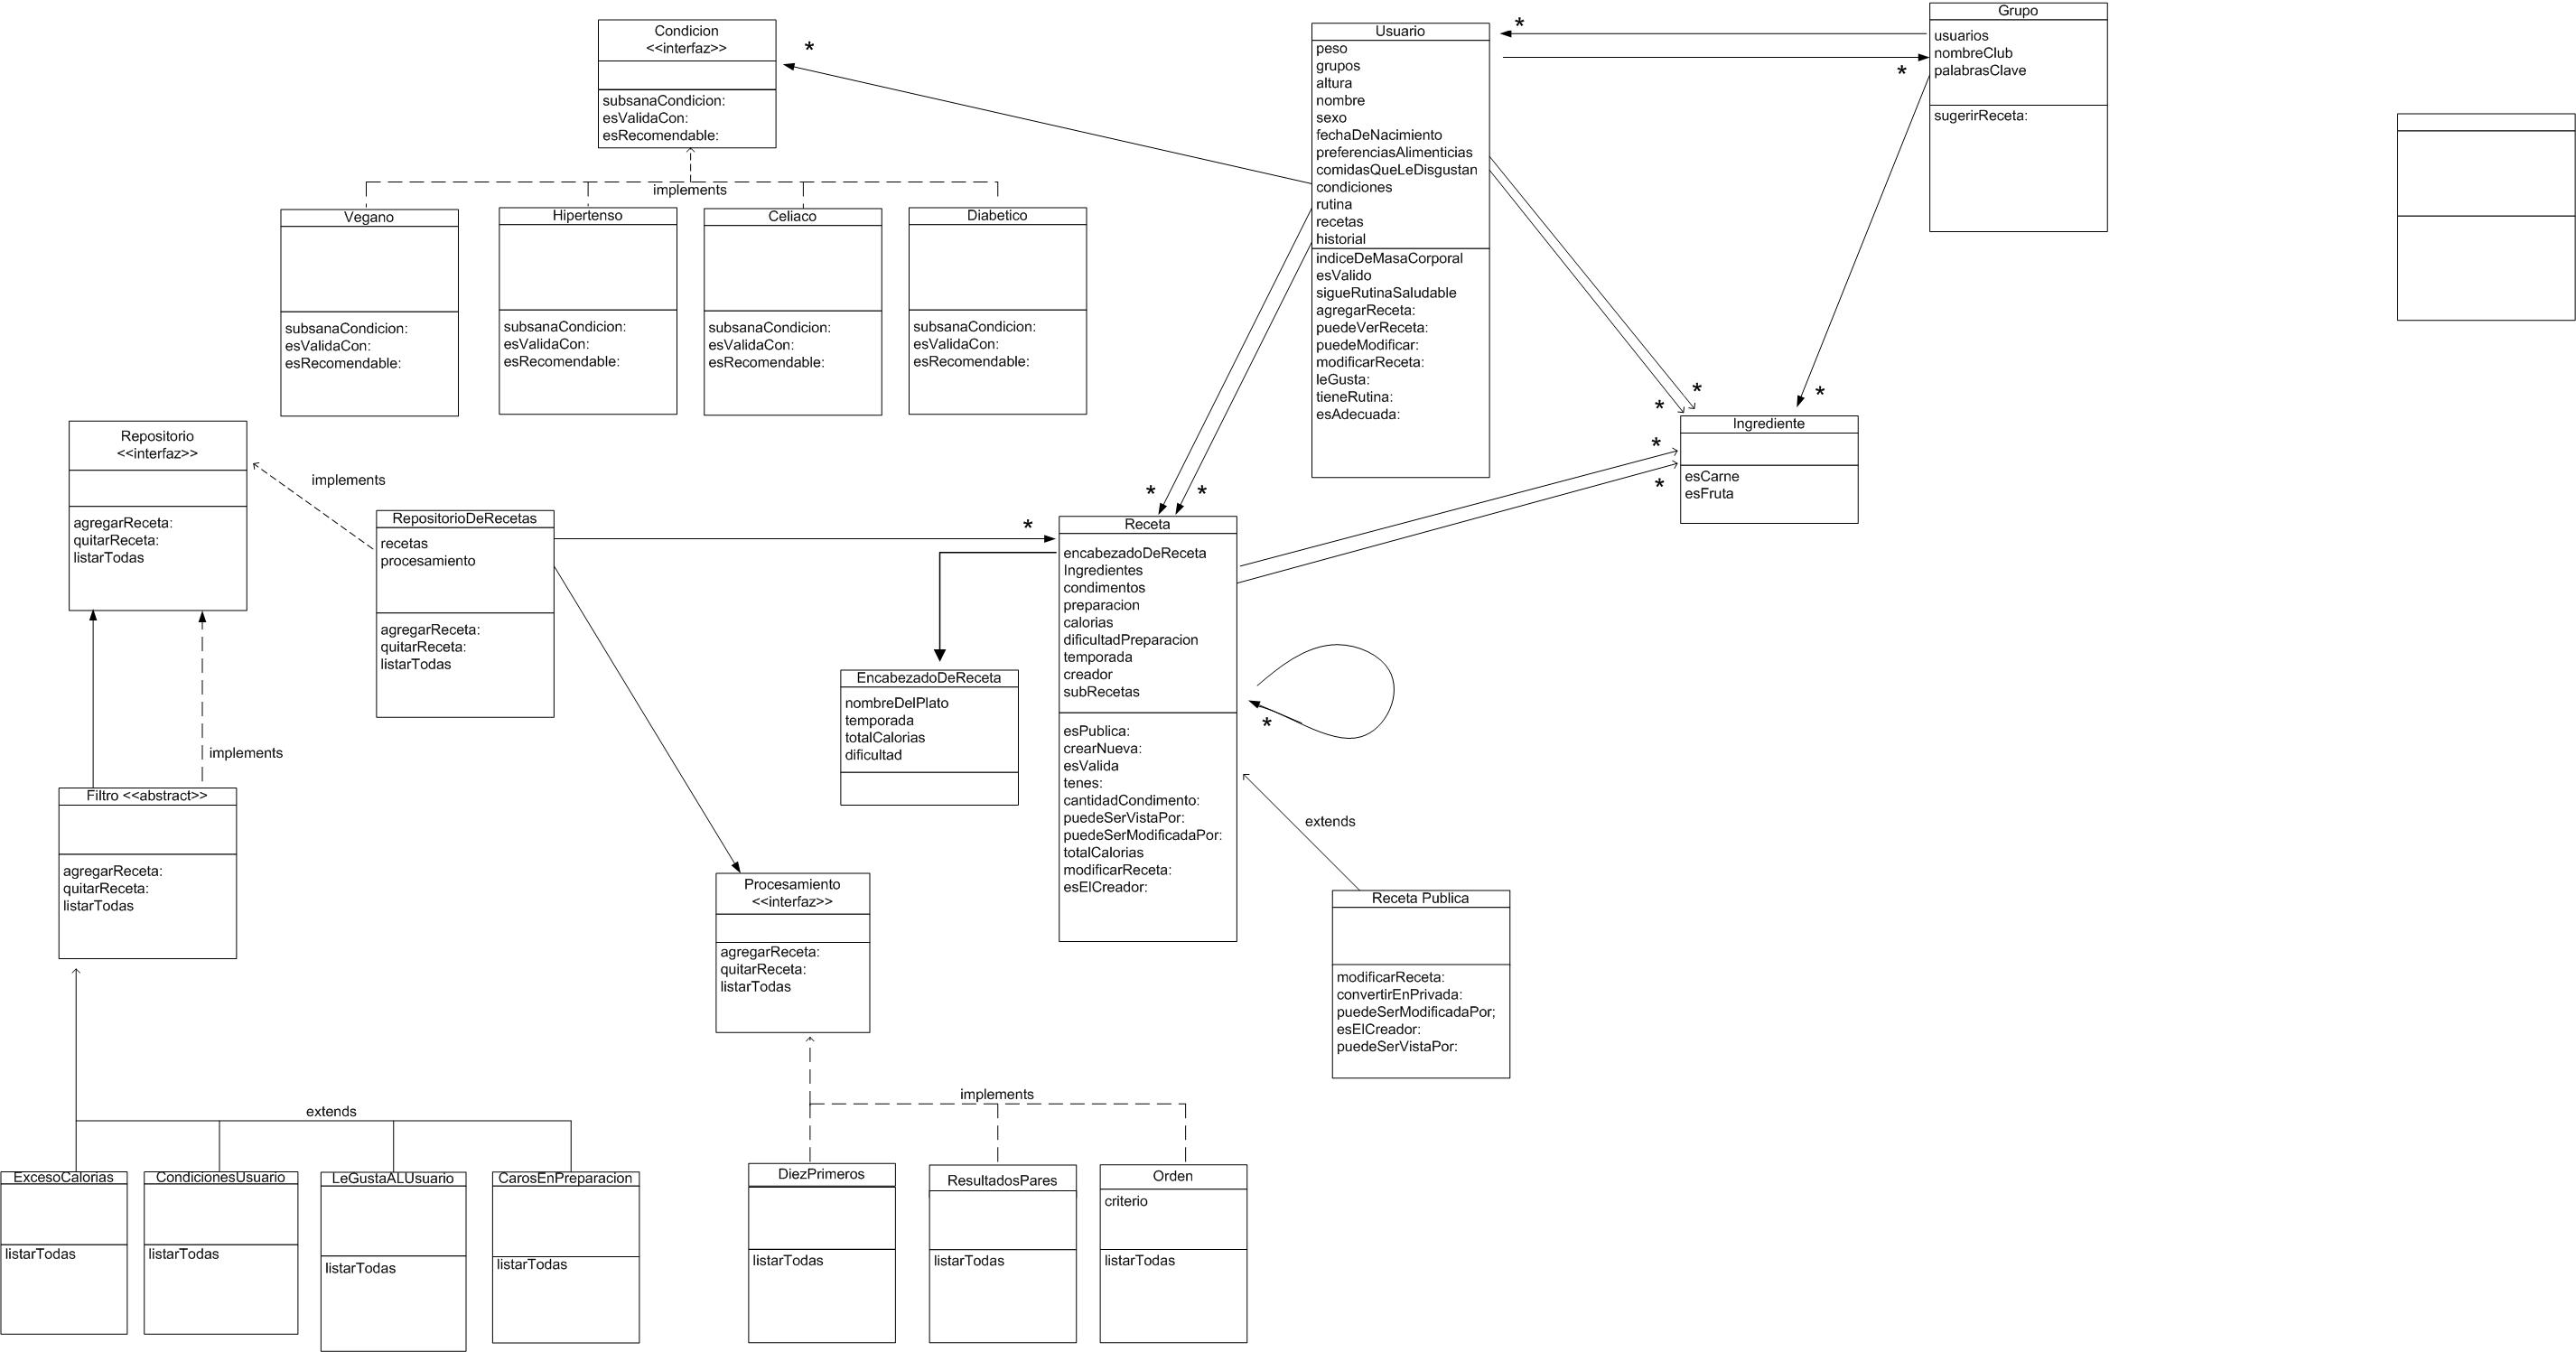 Condicion
<<interfaz>>
*
subsanaCondicion:
esValidaCon:
esRecomendable:
implements
Vegano
subsanaCondicion:
esValidaCon:
esRecomendable:
Hipertenso
subsanaCondicion:
esValidaCon:
esRecomendable:
Celiaco
subsanaCondicion:
esValidaCon:
esRecomendable:
Diabetico
subsanaCondicion:
esValidaCon:
esRecomendable:
Usuario
peso
grupos
altura
nombre
sexo
fechaDeNacimiento
preferenciasAlimenticias
comidasQueLeDisgustan
condiciones
rutina
recetas
historial
indiceDeMasaCorporal
esValido
sigueRutinaSaludable
agregarReceta:
puedeVerReceta:
puedeModificar:
modificarReceta:
leGusta:
tieneRutina:
esAdecuada:
*
*
Grupo
usuarios
nombreClub
palabrasClave
sugerirReceta:
*
*
*
Ingrediente
esCarne
esFruta
*
*
Repositorio
<<interfaz>>
agregarReceta:
quitarReceta:
listarTodas
implements
RepositorioDeRecetas
recetas
procesamiento
agregarReceta:
quitarReceta:
listarTodas
*
*
*
Receta
encabezadoDeReceta
Ingredientes
condimentos
preparacion
calorias
dificultadPreparacion
temporada
creador
subRecetas
esPublica:
crearNueva:
esValida
tenes:
cantidadCondimento:
puedeSerVistaPor:
puedeSerModificadaPor:
totalCalorias
modificarReceta:
esElCreador:
*
EncabezadoDeReceta
nombreDelPlato
temporada
totalCalorias
dificultad
implements
Filtro <<abstract>>
agregarReceta:
quitarReceta:
listarTodas
Procesamiento
<<interfaz>>
agregarReceta:
quitarReceta:
listarTodas
extends
Receta Publica
modificarReceta:
convertirEnPrivada:
puedeSerModificadaPor;
esElCreador:
puedeSerVistaPor:
extends
ExcesoCalorias
listarTodas
CondicionesUsuario
listarTodas
LeGustaALUsuario
listarTodas
CarosEnPreparacion
listarTodas
implements
DiezPrimeros
listarTodas
ResultadosPares
listarTodas
Orden
criterio
listarTodas